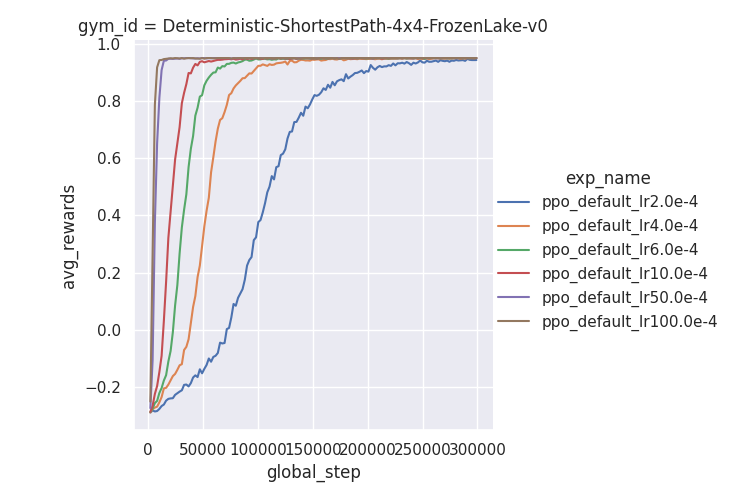 gym_id = Deterministic-ShortestPath-4x4-FrozenLake-v0
1.0
0.8
0.6
0.4
0.2
0.0
−0.2
avg_rewards
0 50000 100000 150000 200000 250000 300000
global_step
exp_name
ppo_default_lr2.0e-4
ppo_default_lr4.0e-4
ppo_default_lr6.0e-4
ppo_default_lr10.0e-4
ppo_default_lr50.0e-4
ppo_default_lr100.0e-4